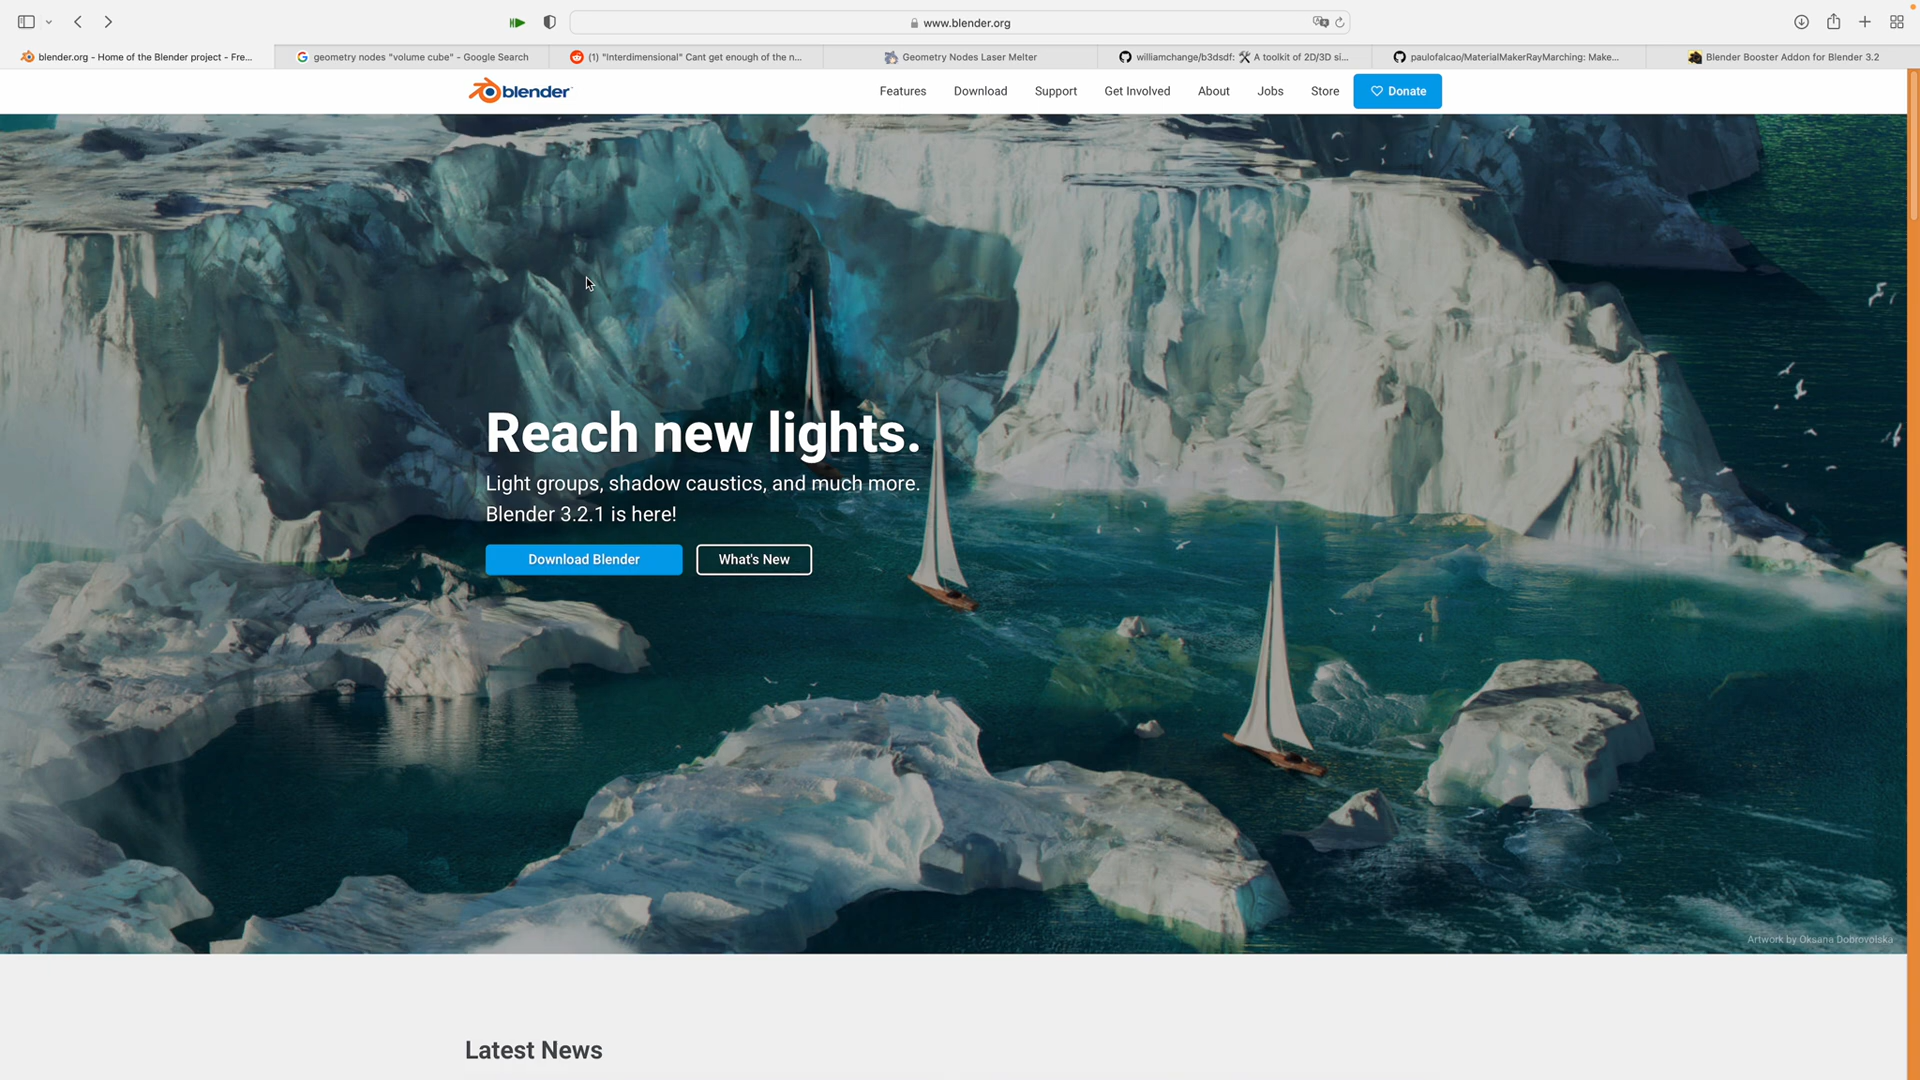 www.blender.org
blender.org - Home of the Blender project - Fre...
geometry nodes "volume cube" - Google Search
(1) "Interdimensional" Cant get enough of the n...
Geometry Nodes Laser Melter
williamchange/b3dsdf: 🛠 A toolkit of 2D/3D si...
paulofalcao/MaterialMakerRayMarching: Make...
Blender Booster Addon for Blender 3.2
blender
Features
Download
Support
Get Involved
About
Jobs
Store
Donate
Reach new lights.
Light groups, shadow caustics, and much more.
Blender 3.2.1 is here!
Download Blender
What's New
Artwork by Oksana Dobrovolska
Latest News